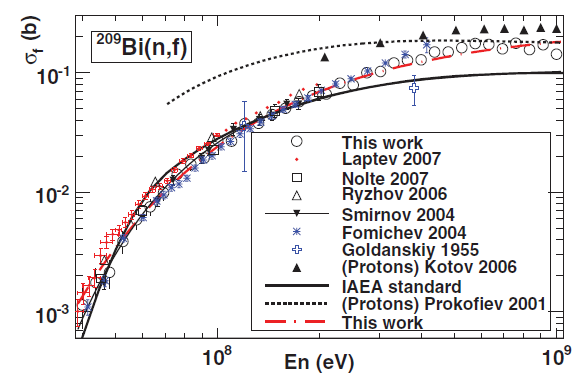 σf (b)
209Bi(n,f)
10-1
10-2
10-3
This work
Laptev 2007
Nolte 2007
Ryzhov 2006
Smirnov 2004
Fomichev 2004
Goldanskiy 1955
(Protons) Kotov 2006
IAEA standard
(Protons) Prokofiev 2001
This work
108
En (eV)
109